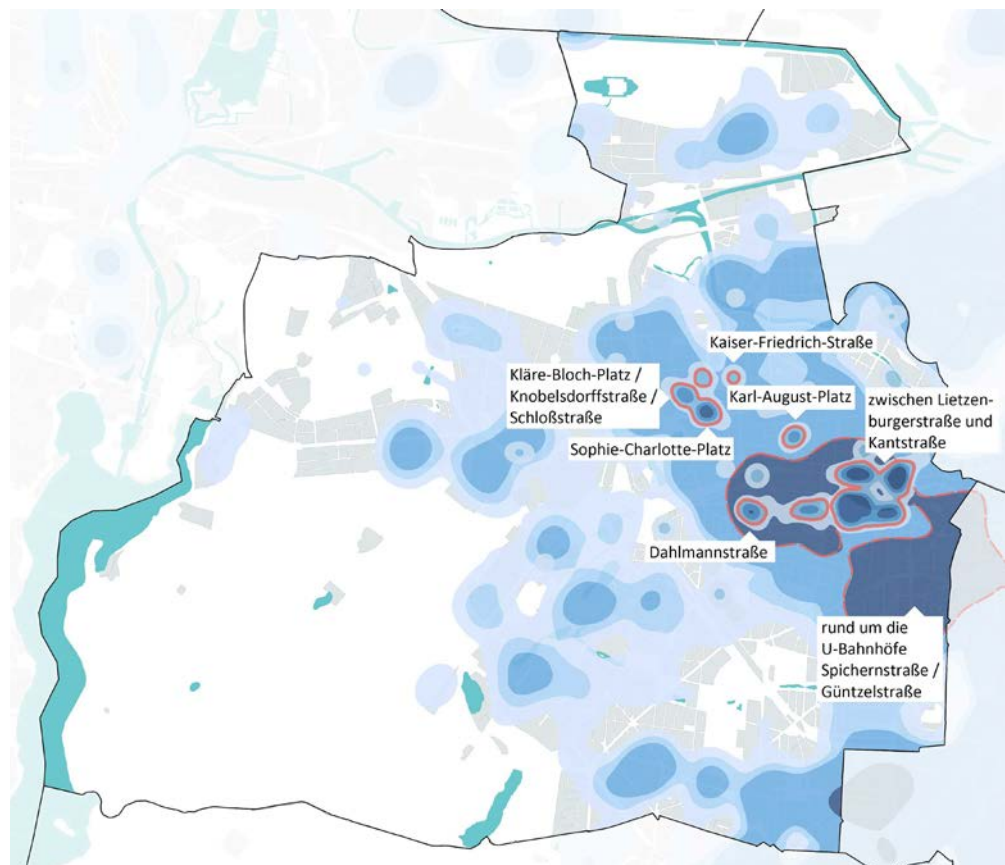 Kaiser-Friedrich-Straße
Kläre-Bloch-Platz /
Knobelsdorffstraße /
Schloßstraße
Karl-August-Platz
zwischen Lietzen-
burgerstraße und
Kantstraße
Sophie-Charlotte-Platz
Dahlmannstraße
rund um die
U-Bahnhöfe
Spichernstraße /
Güntzelstraße